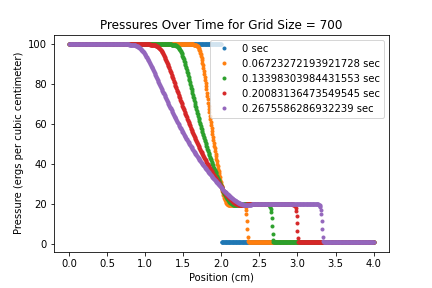 Pressures Over Time for Grid Size = 700
Pressure (ergs per cubic centimeter)
100
80
60
40
20
0
0 sec
0.06723272193921728 sec
0.13398303984431553 sec
0.20083136473549545 sec
0.2675586286932239 sec
0.0 0.5 1.0 1.5 2.0 2.5 3.0 3.5 4.0
Position (cm)